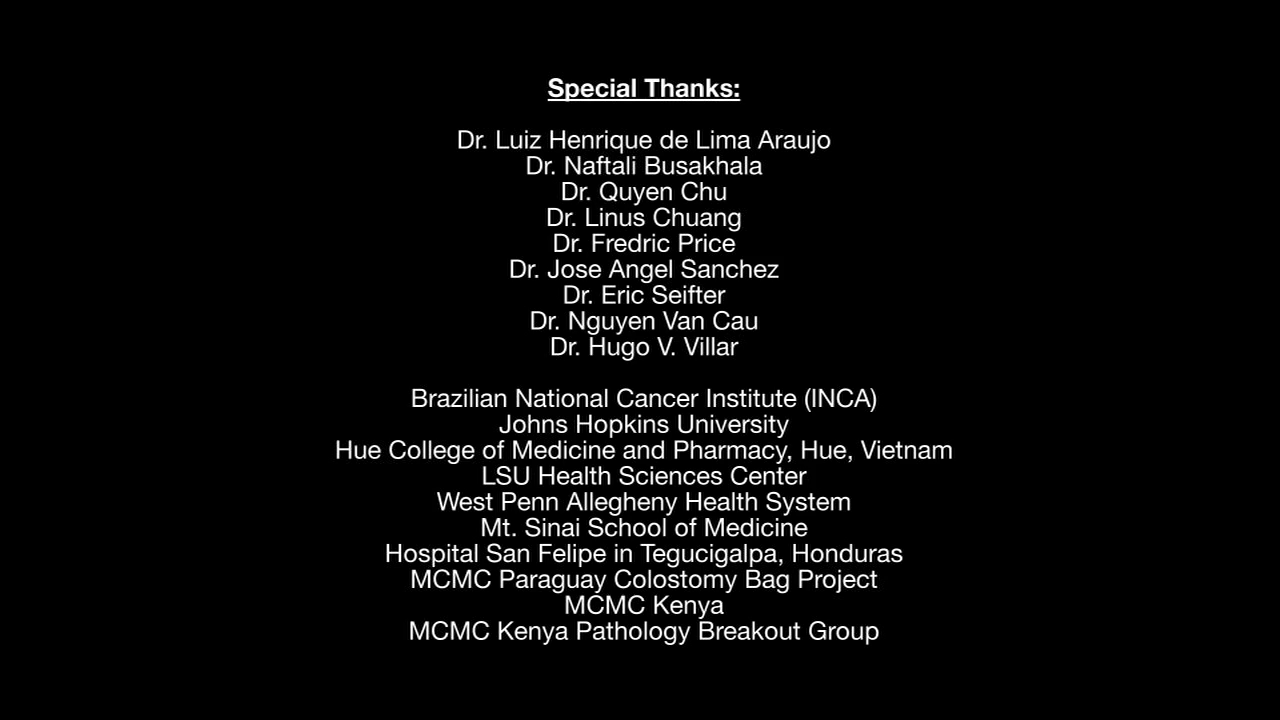 Special Thanks:
Dr. Luiz Henrique de Lima Araujo
Dr. Naftali Busakhala
Dr. Quyen Chu
Dr. Linus Chuang
Dr. Fredric Price
Dr. Jose Angel Sanchez
Dr. Eric Seifter
Dr. Nguyen Van Cau
Dr. Hugo V. Villar
Brazilian National Cancer Institute (INCA)
Johns Hopkins University
Hue College of Medicine and Pharmacy, Hue, Vietnam
LSU Health Sciences Center
West Penn Allegheny Health System
Mt. Sinai School of Medicine
Hospital San Felipe in Tegucigalpa, Honduras
MCMC Paraguay Colostomy Bag Project
MCMC Kenya
MCMC Kenya Pathology Breakout Group